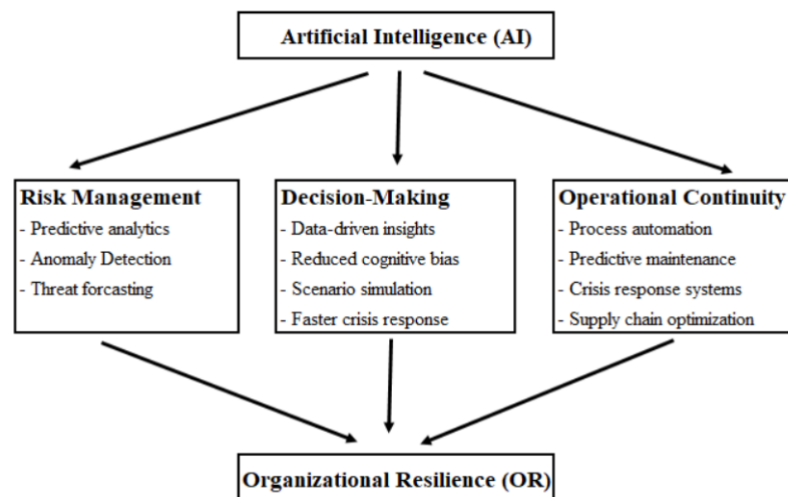 Artificial Intelligence (AI)
Risk Management
- Predictive analytics
- Anomaly Detection
- Threat forcasting
Decision-Making
- Data-driven insights
- Reduced cognitive bias
- Scenario simulation
- Faster crisis response
Operational Continuity
- Process automation
- Predictive maintenance
- Crisis response systems
- Supply chain optimization
Organizational Resilience (OR)